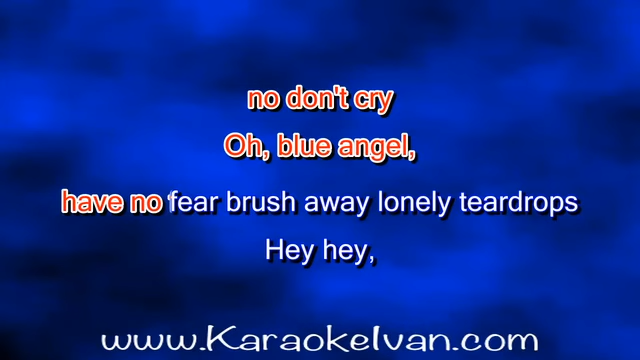 no don't cry
Oh, blue angel,
have no fear brush away lonely teardrops
Hey hey,
www.KaraokeIvan.com